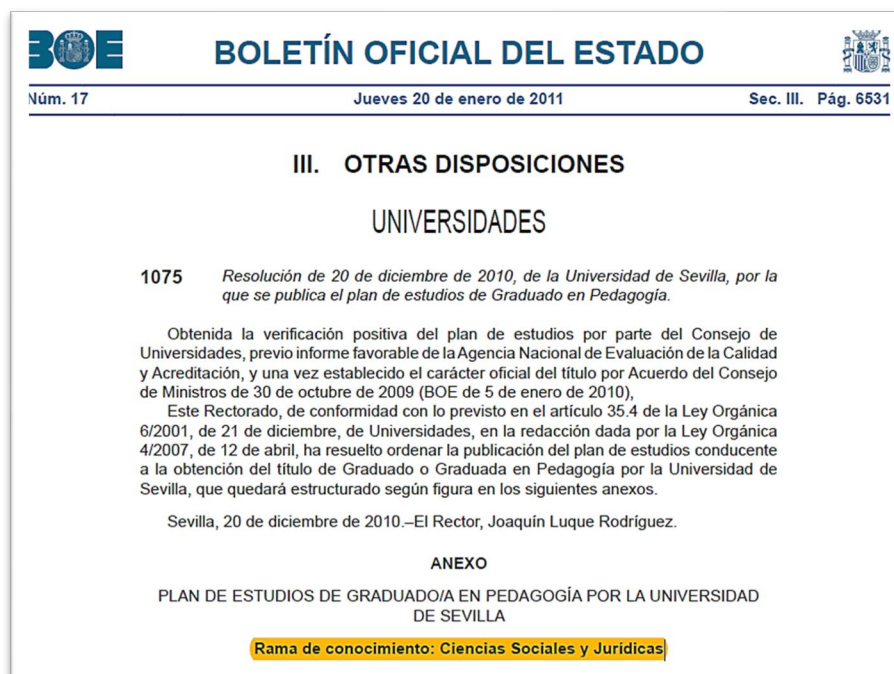 BOE
BOLETÍN OFICIAL DEL ESTADO
Núm. 17
Jueves 20 de enero de 2011
Sec. III. Pág. 6531
III. OTRAS DISPOSICIONES
UNIVERSIDADES
1075 Resolución de 20 de diciembre de 2010, de la Universidad de Sevilla, por la
que se publica el plan de estudios de Graduado en Pedagogía.
Obtenida la verificación positiva del plan de estudios por parte del Consejo de
Universidades, previo informe favorable de la Agencia Nacional de Evaluación de la Calidad
y Acreditación, y una vez establecido el carácter oficial del título por Acuerdo del Consejo
de Ministros de 30 de octubre de 2009 (BOE de 5 de enero de 2010),
Este Rectorado, de conformidad con lo previsto en el artículo 35.4 de la Ley Orgánica
6/2001, de 21 de diciembre, de Universidades, en la redacción dada por la Ley Orgánica
4/2007, de 12 de abril, ha resuelto ordenar la publicación del plan de estudios conducente
a la obtención del título de Graduado o Graduada en Pedagogía por la Universidad de
Sevilla, que quedará estructurado según figura en los siguientes anexos.
Sevilla, 20 de diciembre de 2010.–El Rector, Joaquín Luque Rodríguez.
ANEXO
PLAN DE ESTUDIOS DE GRADUADO/A EN PEDAGOGÍA POR LA UNIVERSIDAD
DE SEVILLA
Rama de conocimiento: Ciencias Sociales y Jurídicas